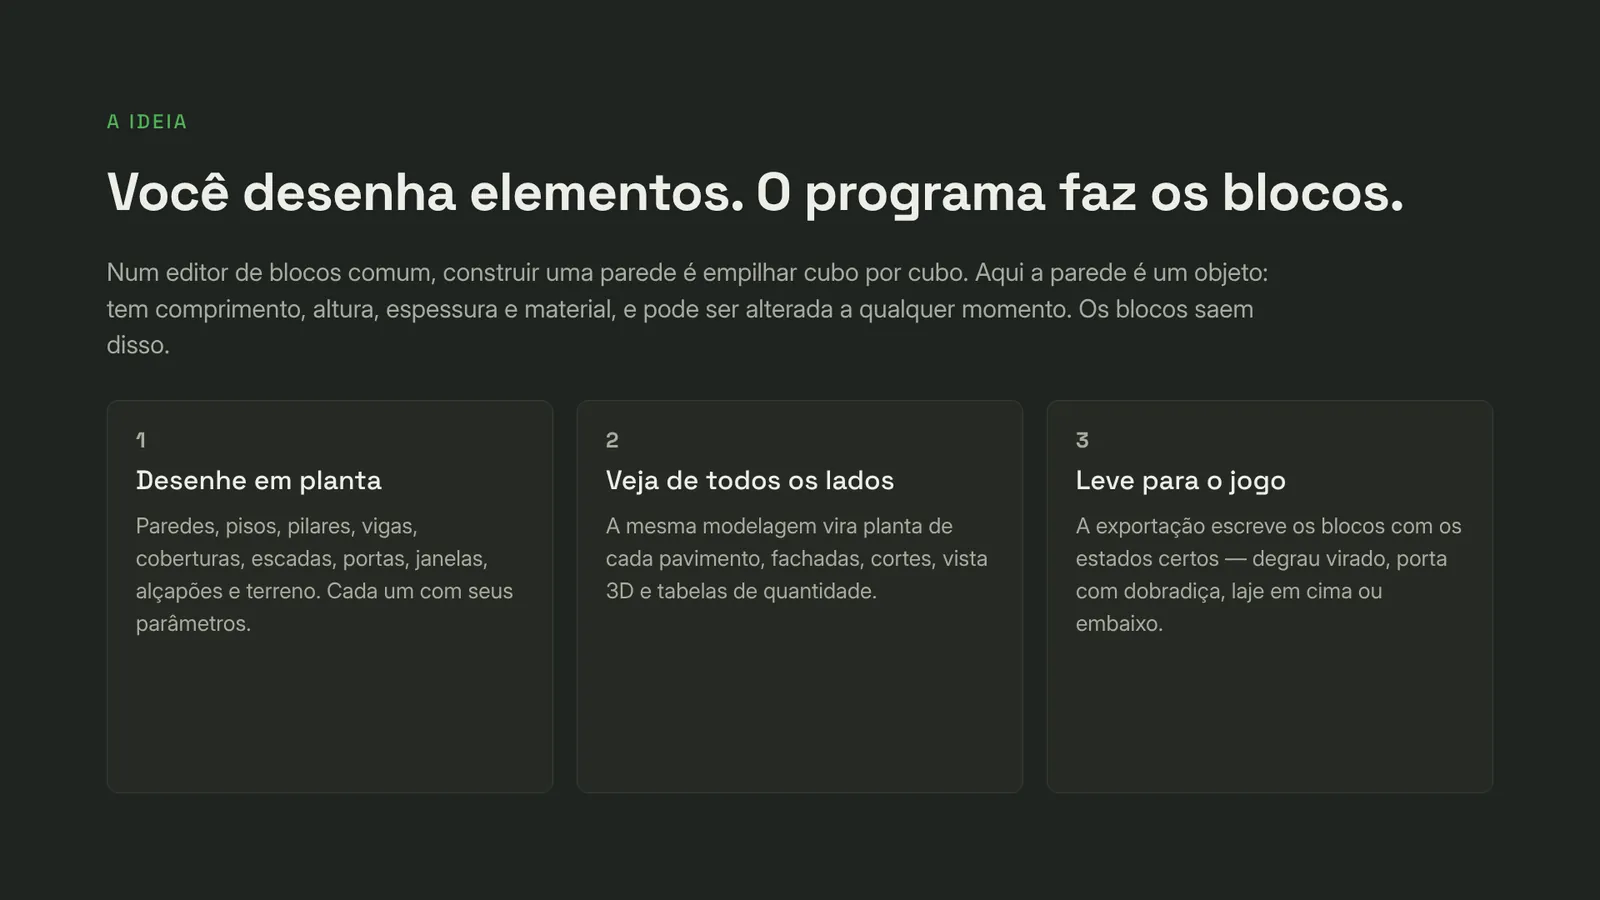 A IDEIA
Você desenha elementos. O programa faz os blocos.
Num editor de blocos comum, construir uma parede é empilhar cubo por cubo. Aqui a parede é um objeto:
tem comprimento, altura, espessura e material, e pode ser alterada a qualquer momento. Os blocos saem
disso.
1
Desenhe em planta
Paredes, pisos, pilares, vigas,
coberturas, escadas, portas, janelas,
alçapões e terreno. Cada um com seus
parâmetros.
2
Veja de todos os lados
A mesma modelagem vira planta de
cada pavimento, fachadas, cortes, vista
3D e tabelas de quantidade.
3
Leve para o jogo
A exportação escreve os blocos com os
estados certos — degrau virado, porta
com dobradiça, laje em cima ou
embaixo.